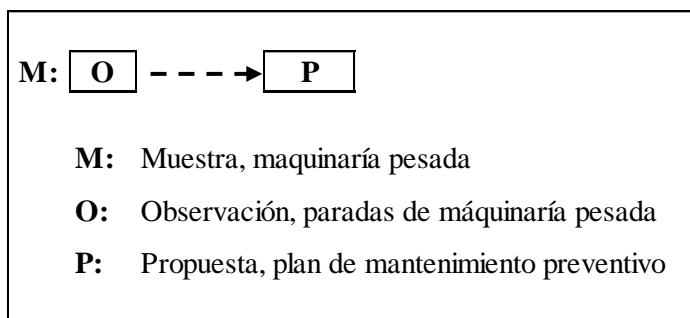 M: O P
M: Muestra, maquinaría pesada
O: Observación, paradas de máquinaría pesada
P: Propuesta, plan de mantenimiento preventivo